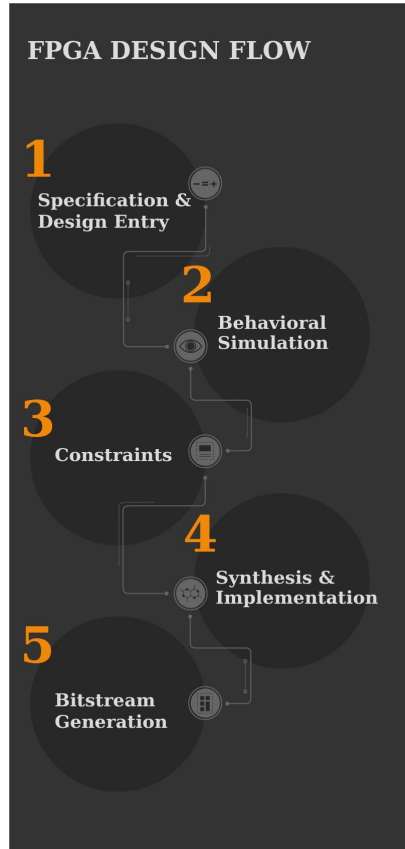 FPGA DESIGN FLOW
1
Specification &
Design Entry
2
Behavioral
Simulation
3
Constraints
4
Synthesis &
Implementation
5
Bitstream
Generation